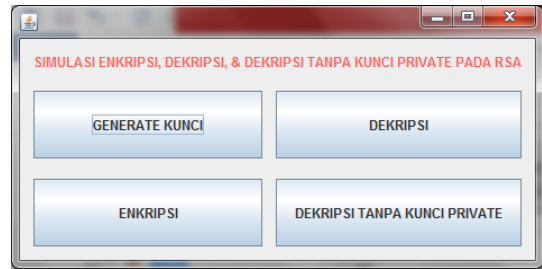 SIMULASI ENKRIPSI, DEKRIPSI, & DEKRIPSI TANPA KUNCI PRIVATE PADA RSA
GENERATE KUNCI
DEKRIPSI
ENKRIPSI
DEKRIPSI TANPA KUNCI PRIVATE